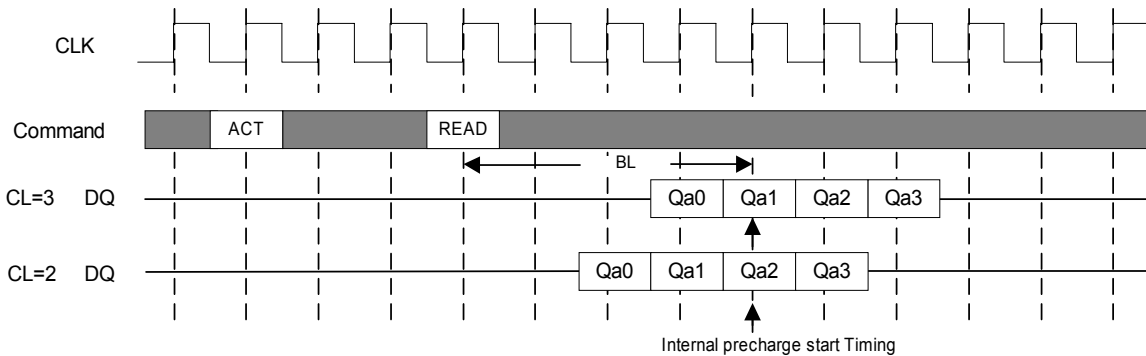 CLK
Command ACT READ
BL
CL=3 DQ Qa0 Qa1 Qa2 Qa3
CL=2 DQ Qa0 Qa1 Qa2 Qa3
Internal precharge start Timing